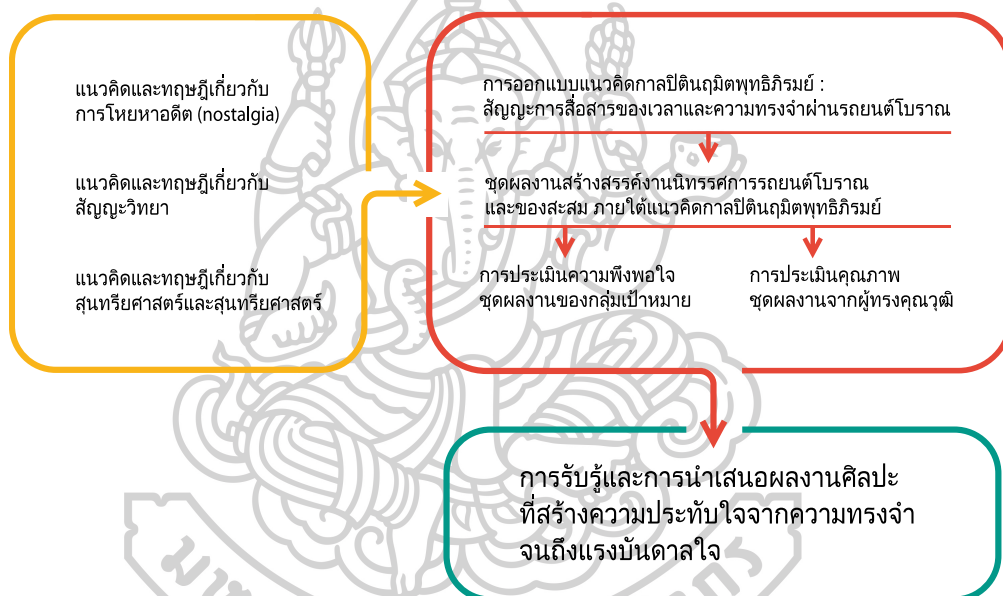 แนวคิดและทฤษฎีเกี่ยวกับ
การโหยหาอดีต (nostalgia)
แนวคิดและทฤษฎีเกี่ยวกับ
สัญญะวิทยา
แนวคิดและทฤษฎีเกี่ยวกับ
สุนทรียศาสตร์และสุนทรียศาสตร์
การออกแบบแนวคิดกาลปิตินฤมิตพุทธิภิรมย์ :
สัญญะการสื่อสารของเวลาและความทรงจำผ่านรถยนต์โบราณ
ชุดผลงานสร้างสรรค์งานนิทรรศการรถยนต์โบราณ
และของสะสม ภายใต้แนวคิดกาลปิตินฤมิตพุทธิภิรมย์
การประเมินความพึงพอใจ
ชุดผลงานของกลุ่มเป้าหมาย
การประเมินคุณภาพ
ชุดผลงานจากผู้ทรงคุณวุฒิ
การรับรู้และการนำเสนอผลงานศิลปะ
ที่สร้างความประทับใจจากความทรงจำ
จนถึงแรงบันดาลใจ